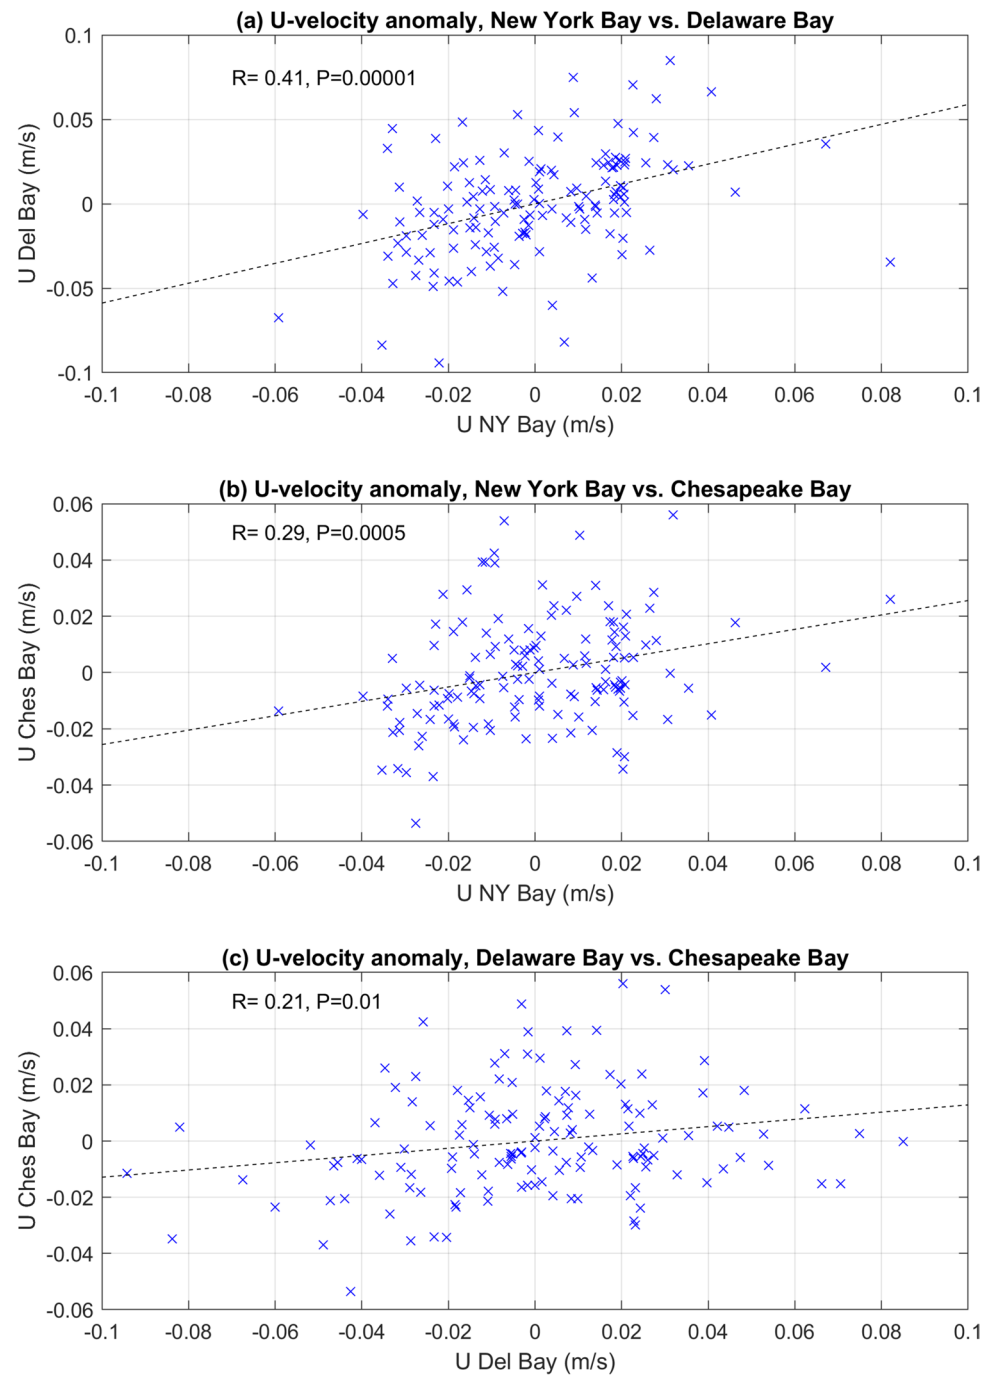 (a) U-velocity anomaly, New York Bay vs. Delaware Bay
R= 0.41, P=0.00001
0.1
0.05
0
-0.05
-0.1
U Del Bay (m/s)
-0.1 -0.08 -0.06 -0.04 -0.02 0 0.02 0.04 0.06 0.08 0.1
U NY Bay (m/s)
(b) U-velocity anomaly, New York Bay vs. Chesapeake Bay
R= 0.29, P=0.0005
0.06
0.04
0.02
0
-0.02
-0.04
-0.06
U Ches Bay (m/s)
-0.1 -0.08 -0.06 -0.04 -0.02 0 0.02 0.04 0.06 0.08 0.1
U NY Bay (m/s)
(c) U-velocity anomaly, Delaware Bay vs. Chesapeake Bay
R= 0.21, P=0.01
0.06
0.04
0.02
0
-0.02
-0.04
-0.06
U Ches Bay (m/s)
-0.1 -0.08 -0.06 -0.04 -0.02 0 0.02 0.04 0.06 0.08 0.1
U Del Bay (m/s)